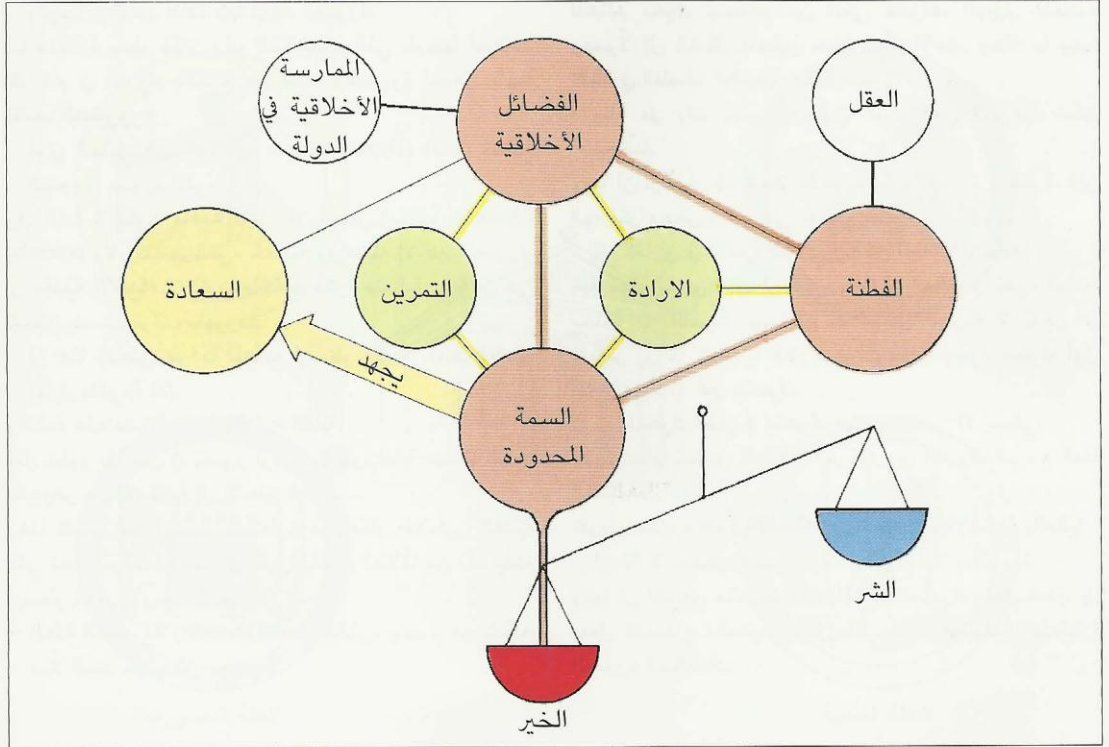 العقل
الفضائل
الأخلاقية
الممارسة
الأخلاقية في
الدولة
الفطنة
الارادة
التمرين
السعادة
يجهد
السمة
المحدودة
الشر
الخير